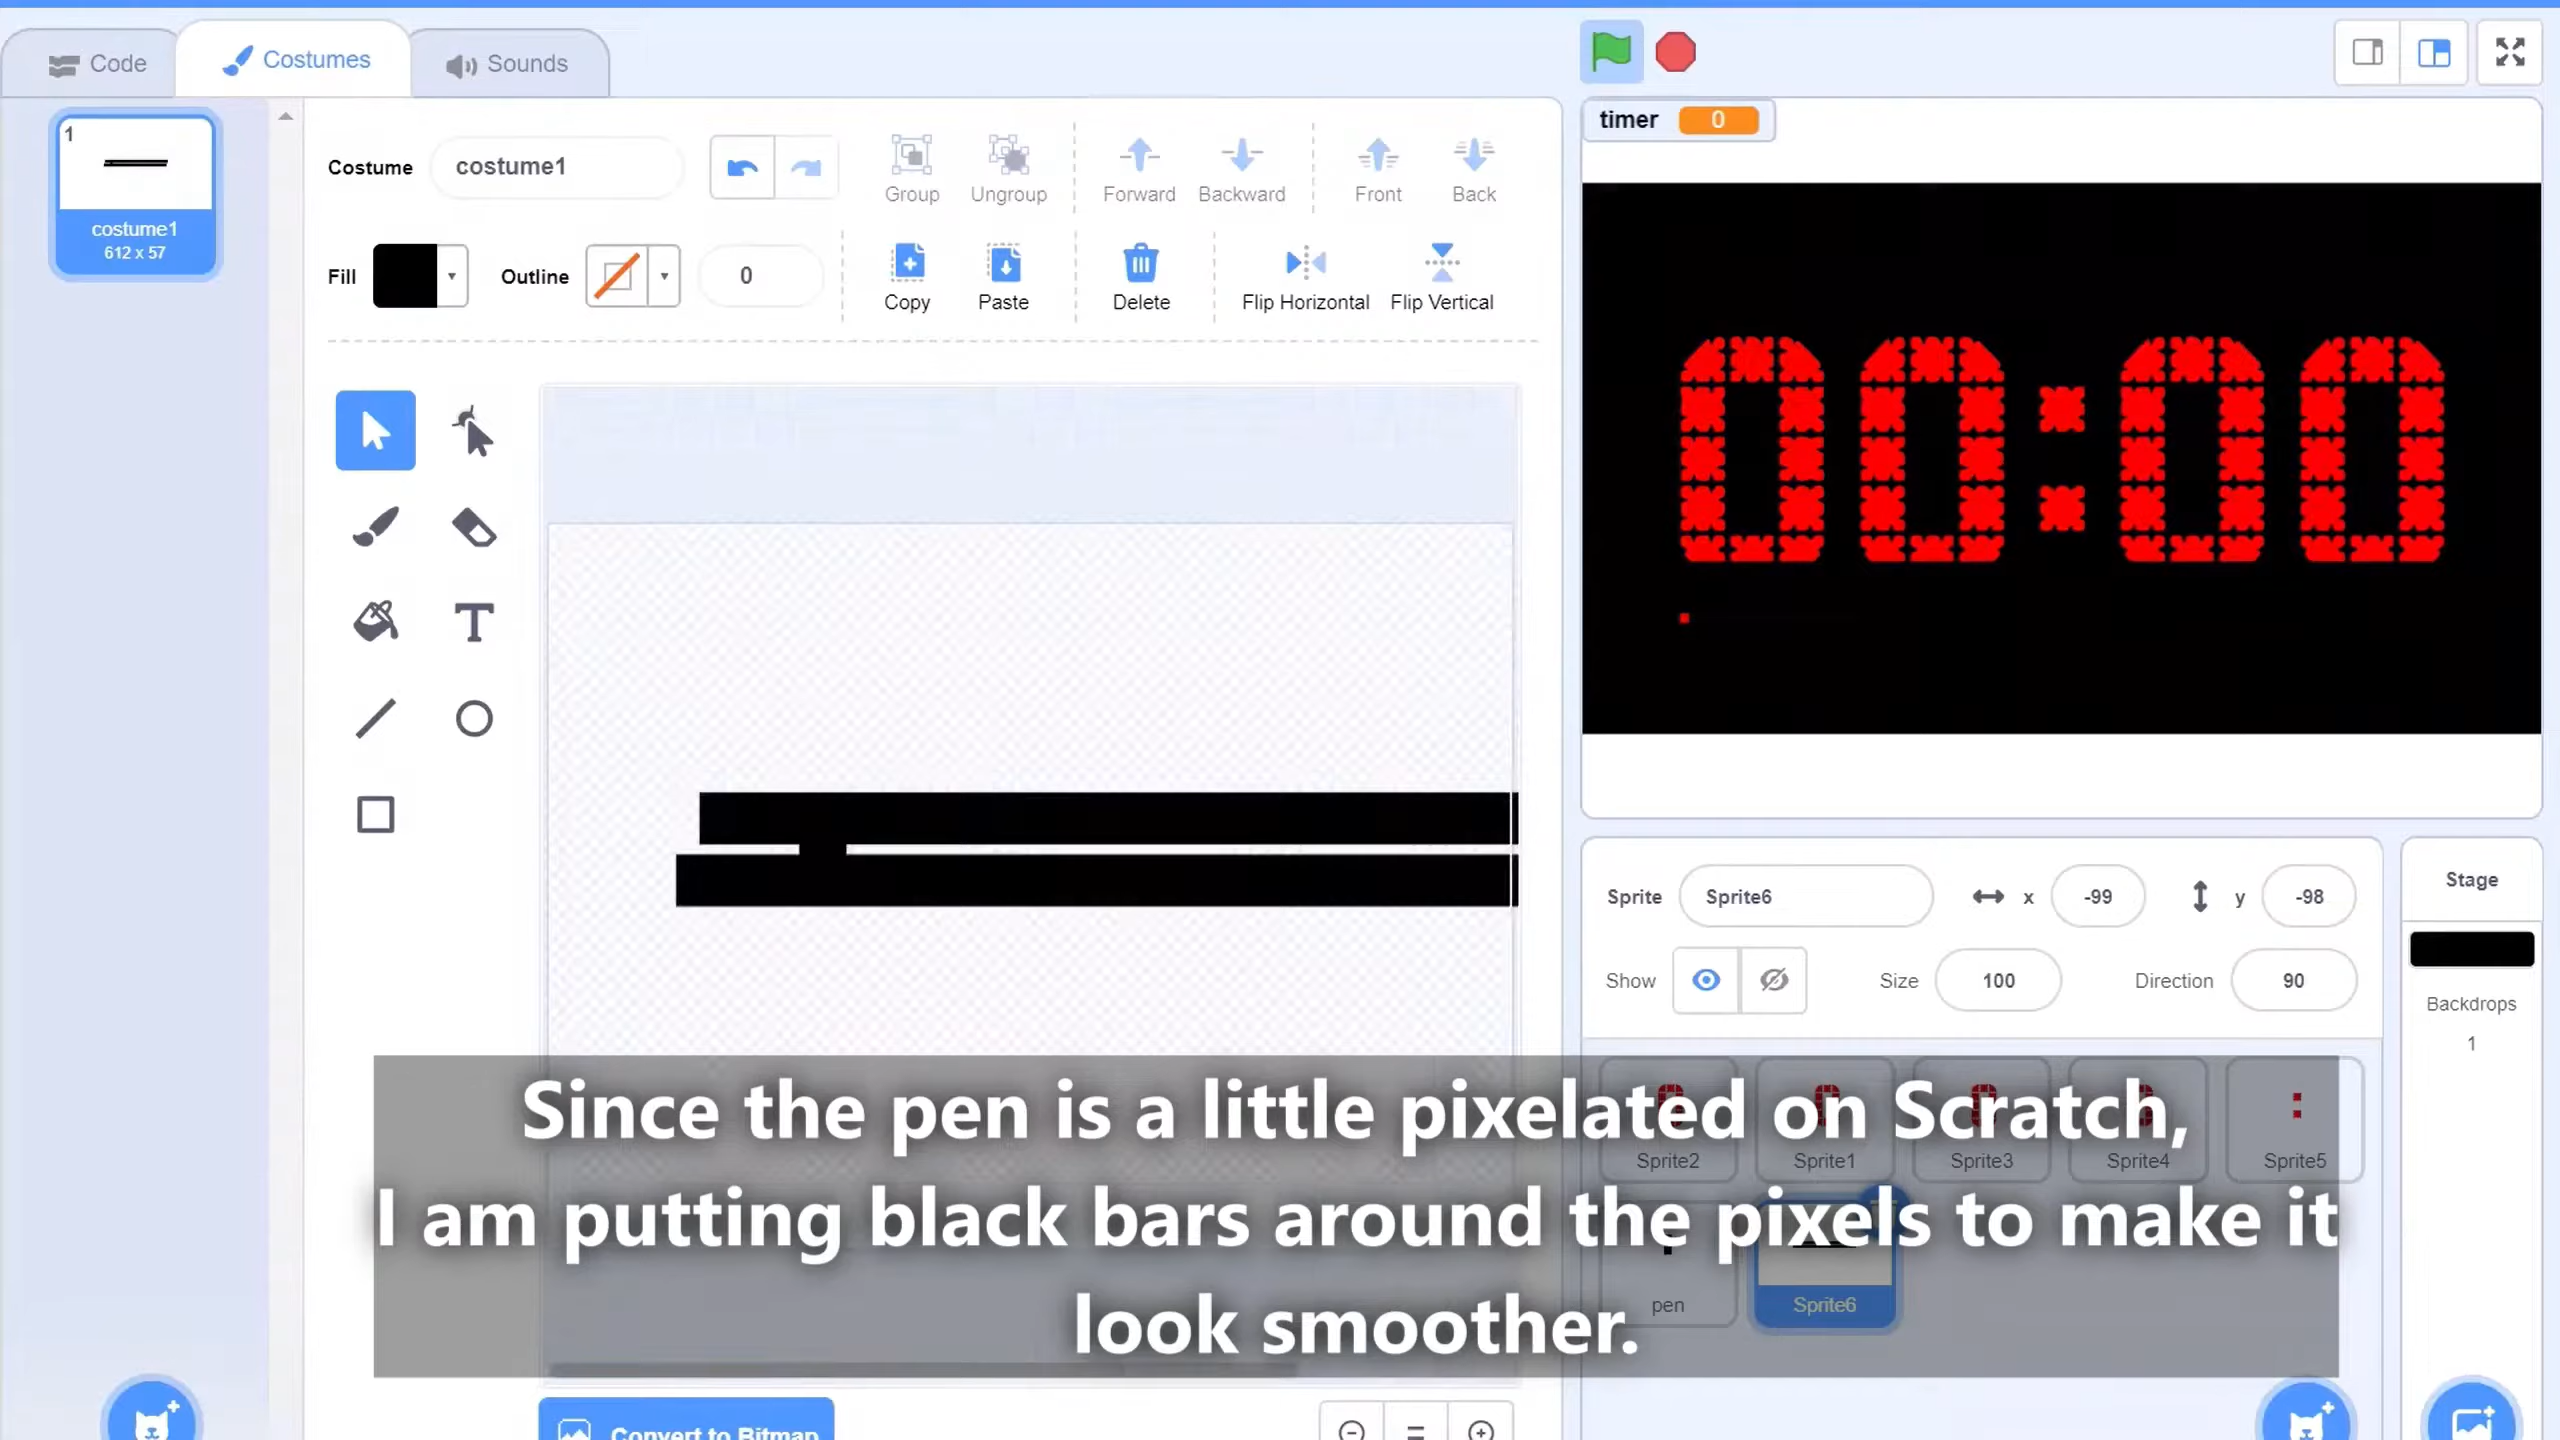 Code
Costumes
Sounds
timer 0
1
costume1
612 x 57
Costume costume1
Group
Ungroup
Forward
Backward
Front
Back
Fill
Outline
0
Copy
Paste
Delete
Flip Horizontal
Flip Vertical
T
00:00
Sprite Sprite6 x -99 y -98
Show Size 100 Direction 90
Stage
Backdrops
1
Sprite2
Sprite1
Sprite3
Sprite4
Sprite5
pen
Sprite6
Since the pen is a little pixelated on Scratch,
I am putting black bars around the pixels to make it
look smoother.
Convert to Bitmap